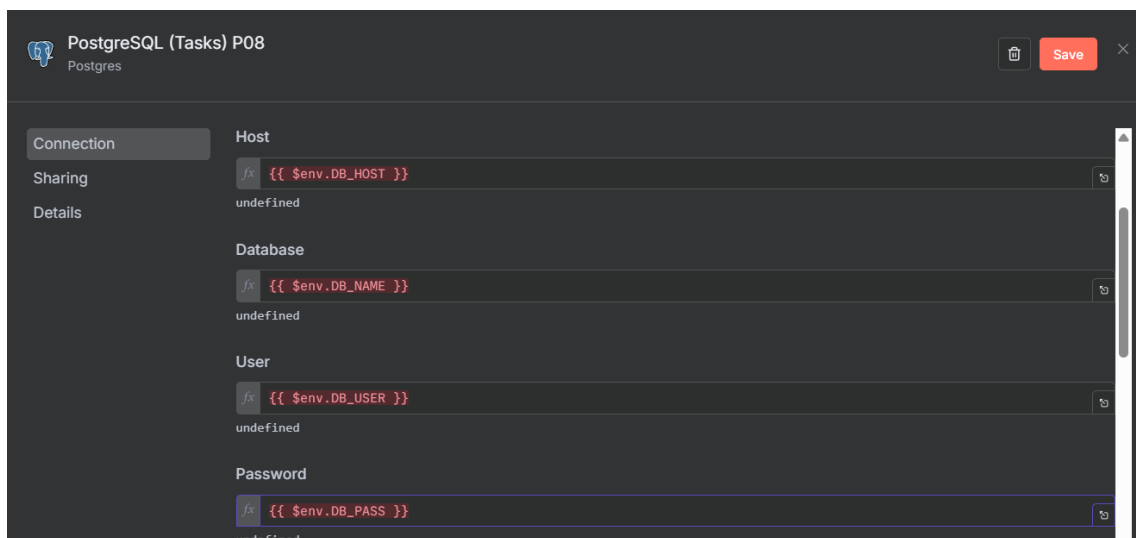 PostgreSQL (Tasks) P08
Postgres
Save
Connection
Sharing
Details
Host
fx {{ $env.DB_HOST }}
undefined
Database
fx {{ $env.DB_NAME }}
undefined
User
fx {{ $env.DB_USER }}
undefined
Password
fx {{ $env.DB_PASS }}